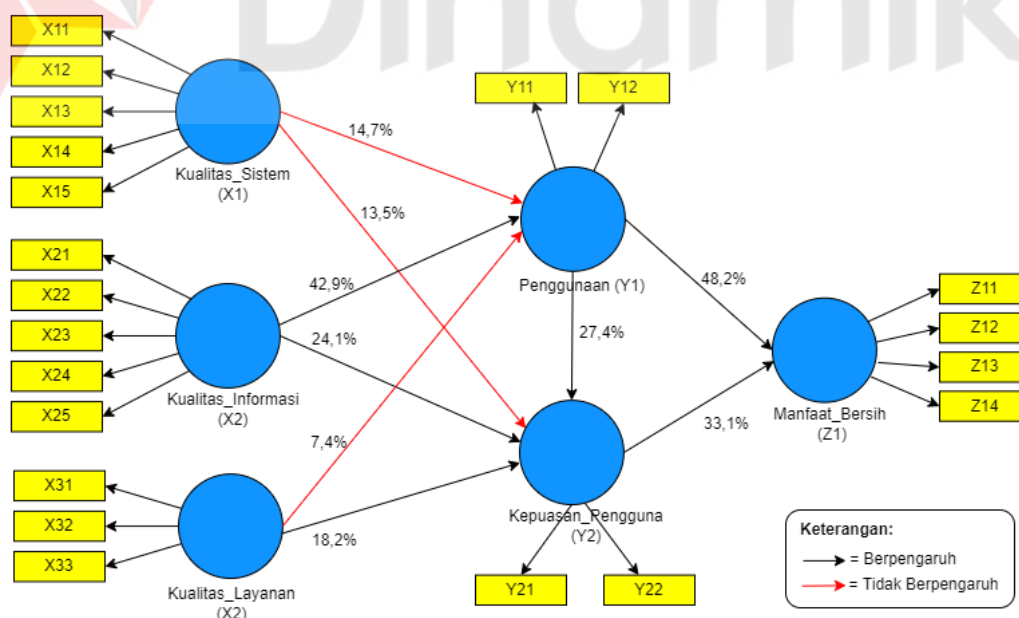 Dinamik
X11
X12
X13
X14
X15
Kualitas_Sistem
(X1)
X21
X22
X23
X24
X25
Kualitas_Informasi
(X2)
X31
X32
X33
Kualitas_Layanan
(X2)
14,7%
13,5%
42,9%
24,1%
7,4%
18,2%
Y11
Y12
Penggunaan (Y1)
27,4%
Kepuasan_Pengguna
(Y2)
Y21
Y22
48,2%
33,1%
Manfaat_Bersih
(Z1)
Z11
Z12
Z13
Z14
Keterangan:
= Berpengaruh
= Tidak Berpengaruh